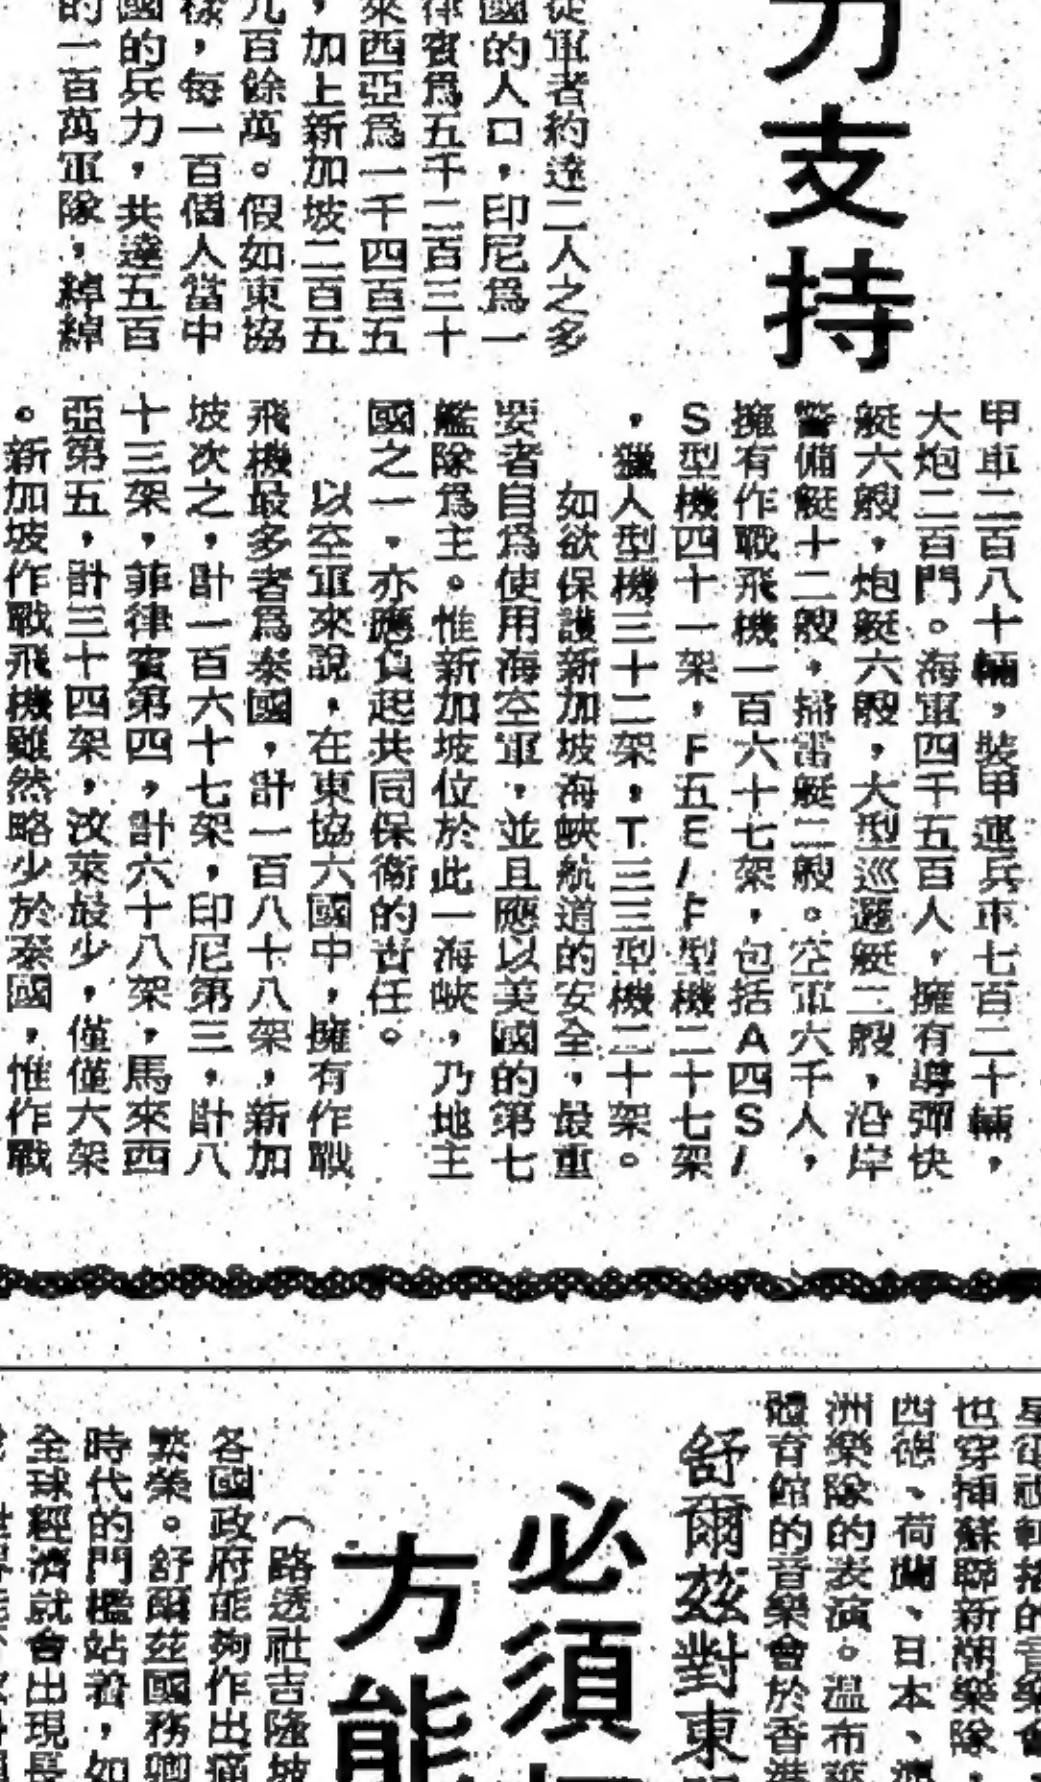 力支持
從軍者約達二人之多
國的人口，印尼爲一
律賓爲五千二百三十
來西亞爲一千四百五
，加上新加坡二百五
九百餘萬。假如東協
樣，每一百個人當中
國的兵力，共達五百
的一百萬軍隊，綽綽
甲車二百八十輛，裝甲運兵車七百二十輛，
大炮二百門。海軍四千五百人，擁有導彈快
艇六艘，炮艇六艘，大型巡邏艇二艘，沿岸
警備艇十二艘，掃雷艇二艘。空軍六千人，
擁有作戰飛機一百六十七架，包括A四S/
S型機四十一架，F五E/F型機二十七架
，獵人型機三十二架，T三三型機二十架。
如欲保護新加坡海峽航道的安全，最重
要者自爲使用海空軍，並且應以美國的第七
艦隊爲主。惟新加坡位於此一海峽，乃地主
國之一，亦應負起共同保衞的責任。
以空軍來說，在東協六國中，擁有作戰
飛機最多者爲泰國，計一百八十八架，新加
坡次之，計一百六十七架，印尼第三，計八
十三架，菲律賓第四，計六十八架，馬來西
亞第五，計三十四架，汶萊最少，僅僅六架
。新加坡作戰飛機雖然略少於泰國，惟作戰
也穿插蘇聯新潮樂隊，
四德、荷蘭、日本、
洲樂隊的表演。溫布
體育館的音樂會於香港
舒爾茲對東
必須
方能
（路透社吉隆坡
各國政府能夠作出
繁榮。舒爾茲國務卿
時代的門檻站着，如
全球經濟就會出現長